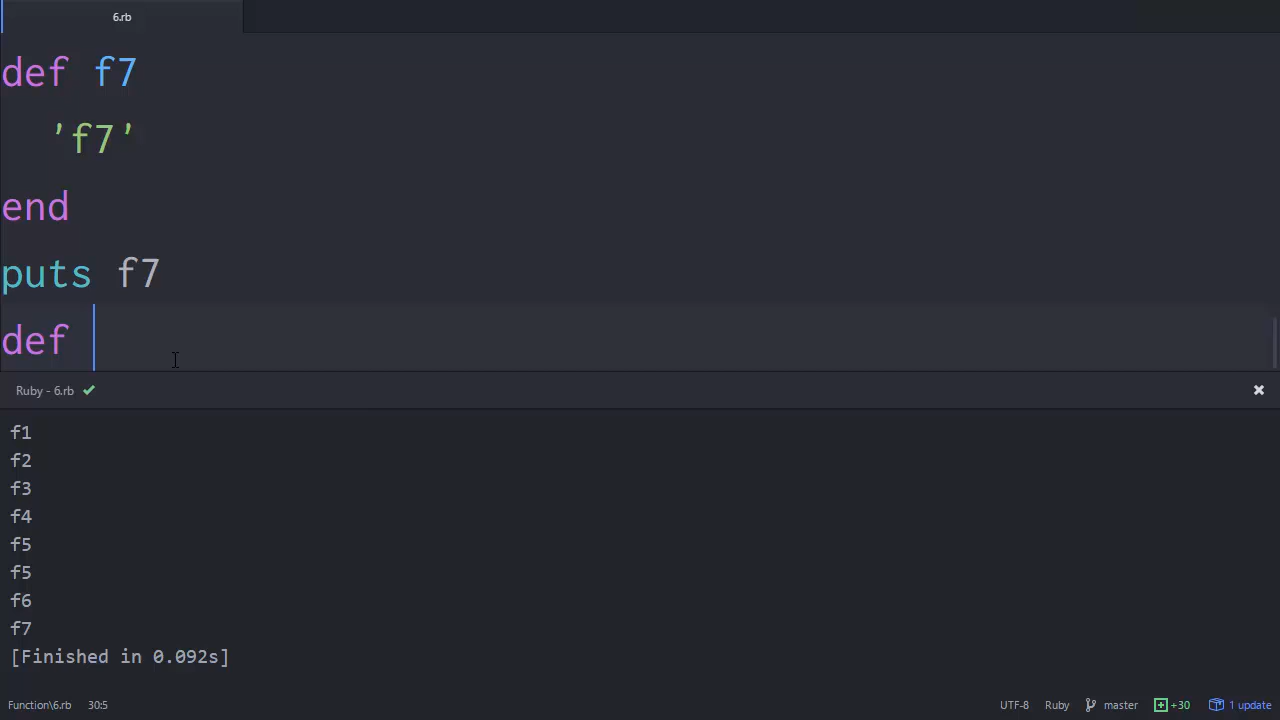 6.rb
def f7
  'f7'
end
puts f7
def
Ruby - 6.rb
f1
f2
f3
f4
f5
f5
f6
f7
[Finished in 0.092s]
Function\6.rb 30:5 UTF-8 Ruby master +30 1 update